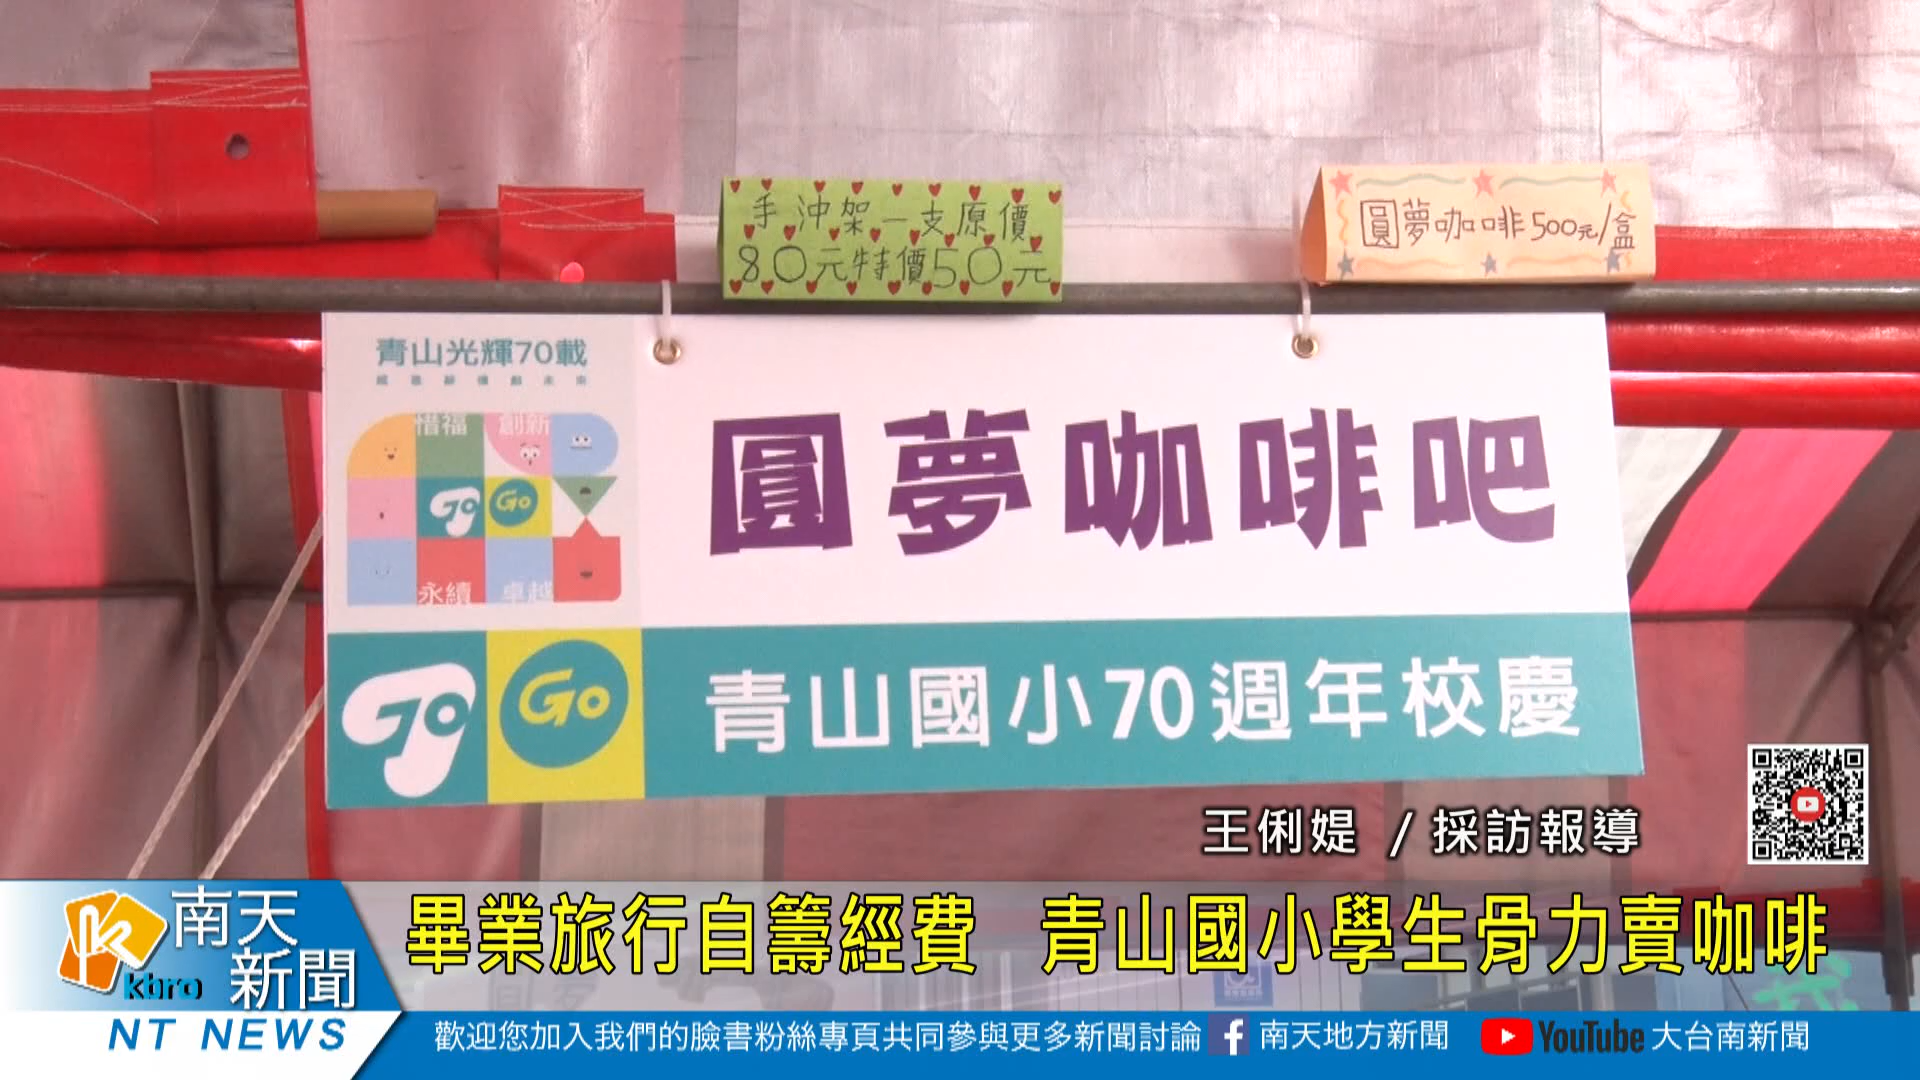 手沖架一支原價
80元特價50元
圓夢咖啡500元/盒
青山光輝70載
惜福 創新
70 Go
永續 卓越
圓夢咖啡吧
70 Go
青山國小70週年校慶
王俐媞 / 採訪報導
南天新聞
kbro
NT NEWS
畢業旅行自籌經費 青山國小學生骨力賣咖啡
歡迎您加入我們的臉書粉絲專頁共同參與更多新聞討論 南天地方新聞 YouTube 大台南新聞